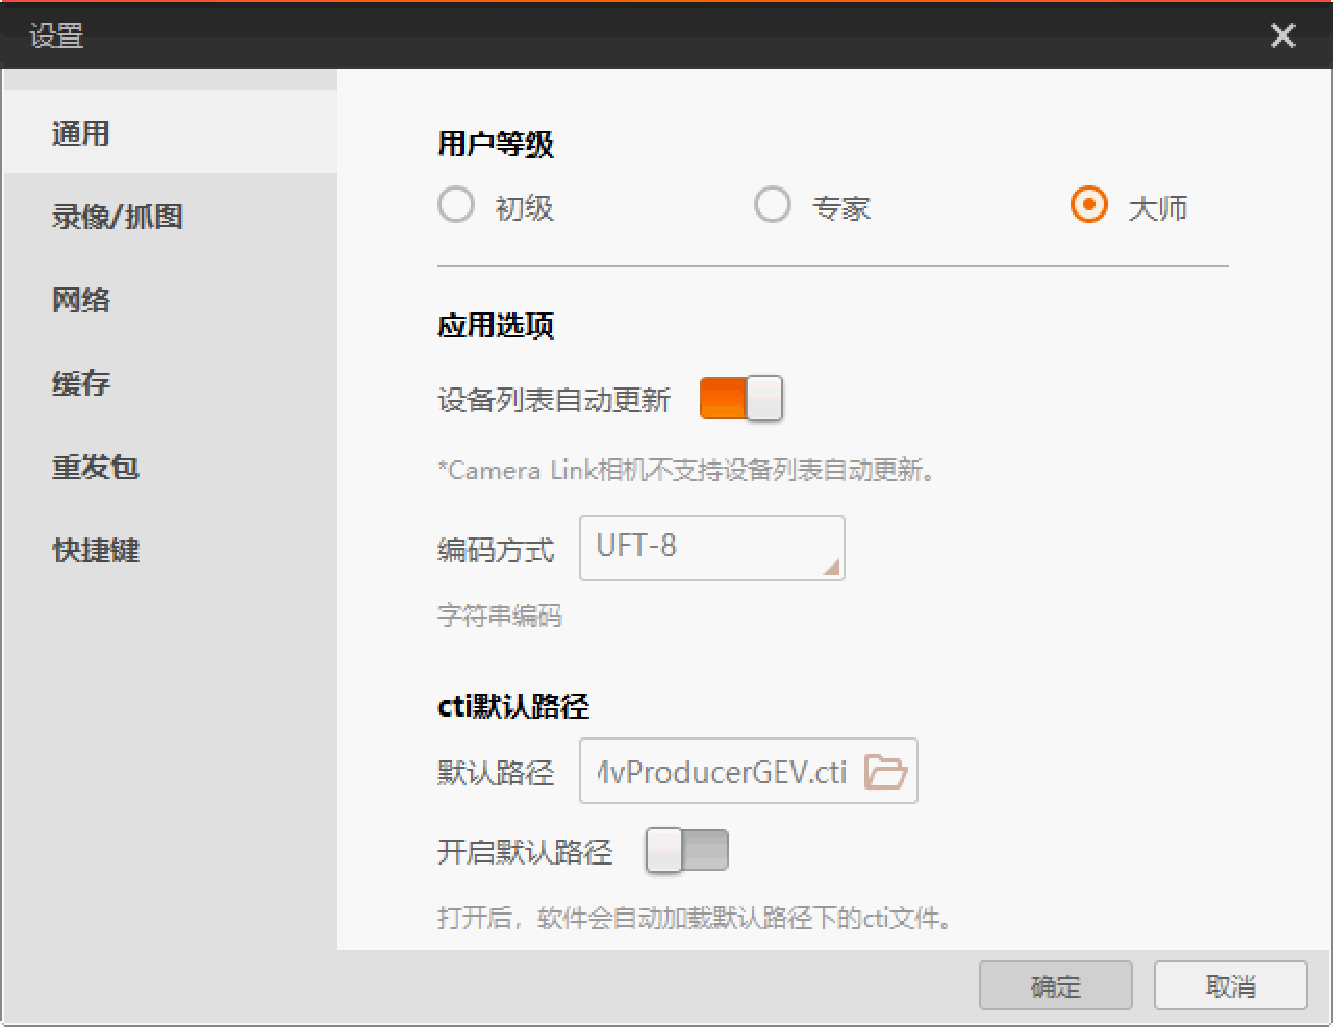 设置
通用
录像/抓图
网络
缓存
重发包
快捷键
用户等级
初级 专家 大师
应用选项
设备列表自动更新
*Camera Link相机不支持设备列表自动更新。
编码方式 UFT-8
字符串编码
cti默认路径
默认路径 MvProducerGEV.cti
开启默认路径
打开后，软件会自动加载默认路径下的cti文件。
确定 取消